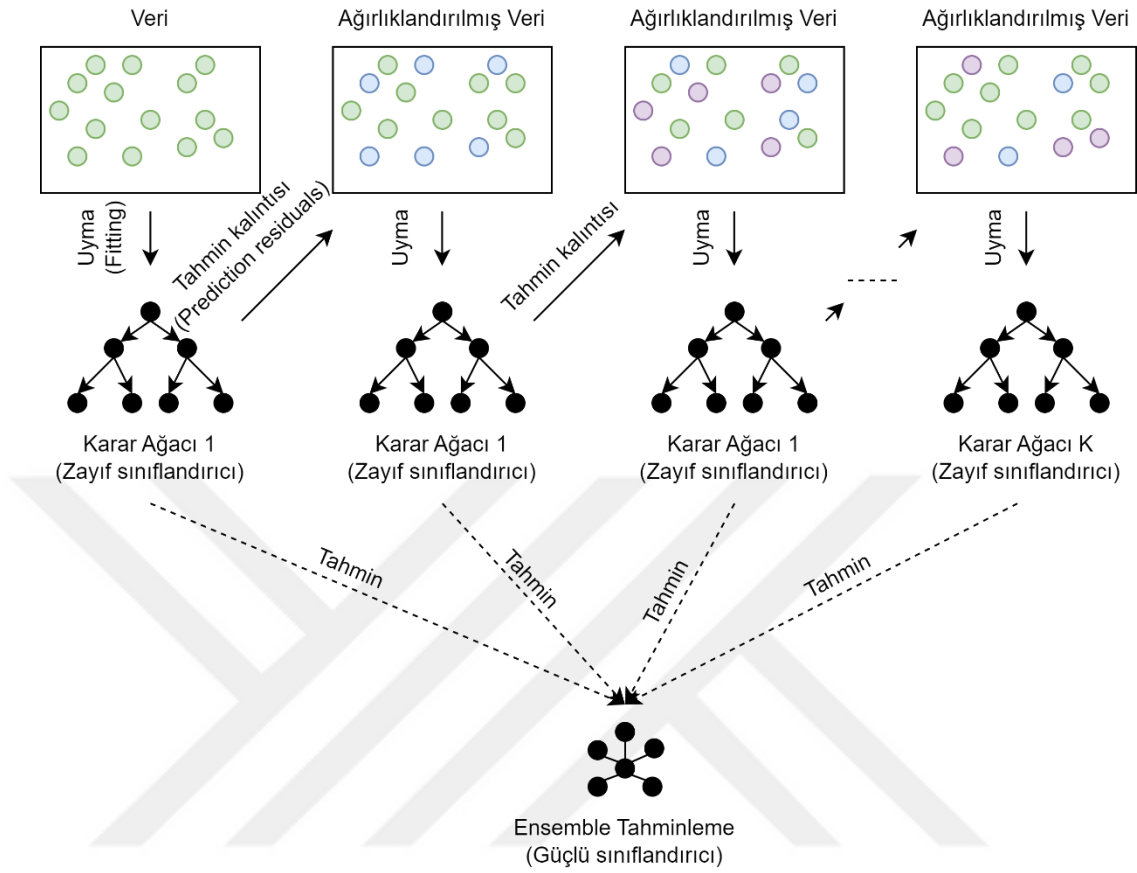 Veri
Ağırlıklandırılmış Veri
Ağırlıklandırılmış Veri
Ağırlıklandırılmış Veri
Uyma
(Fitting)
Tahmin kalıntısı
(Prediction residuals)
Uyma
Tahmin kalıntısı
Uyma
Uyma
Karar Ağacı 1
(Zayıf sınıflandırıcı)
Karar Ağacı 1
(Zayıf sınıflandırıcı)
Karar Ağacı 1
(Zayıf sınıflandırıcı)
Karar Ağacı K
(Zayıf sınıflandırıcı)
Tahmin
Tahmin
Tahmin
Tahmin
Ensemble Tahminleme
(Güçlü sınıflandırıcı)